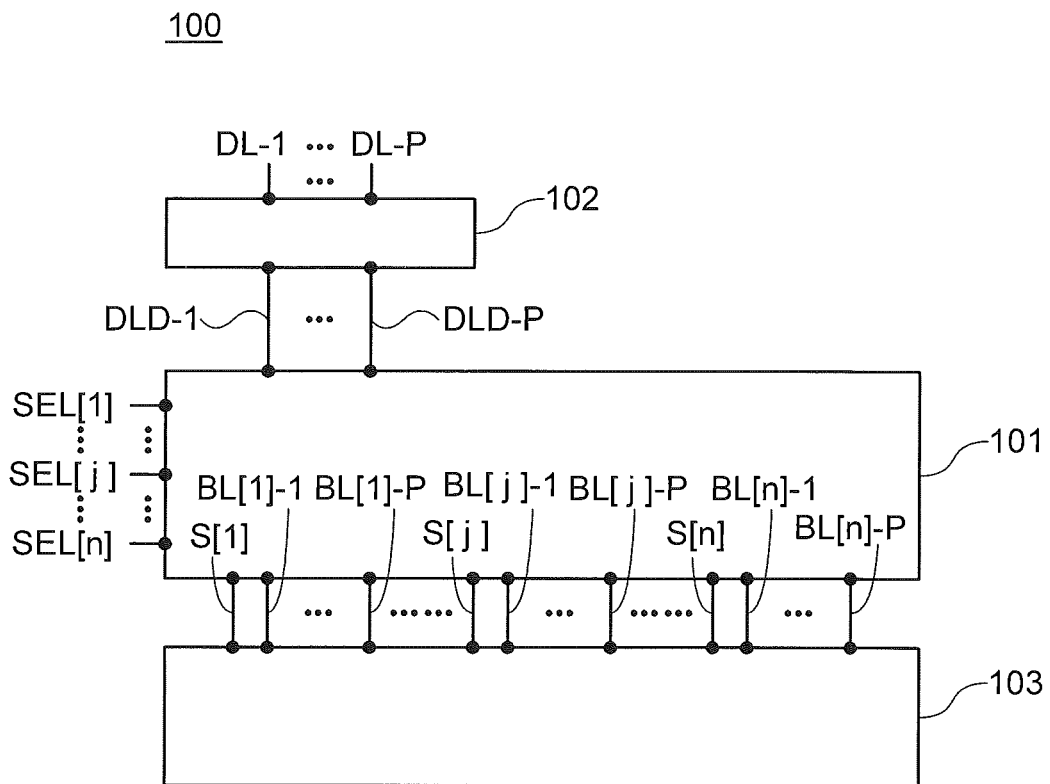 100
DL-1 ··· DL-P
···
102
DLD-1 ··· DLD-P
SEL[1]
101
SEL[j]
BL[1]-1 BL[1]-P BL[j]-1 BL[j]-P BL[n]-1
SEL[n] S[1] S[j] S[n] BL[n]-P
··· ······ ··· ······ ···
103